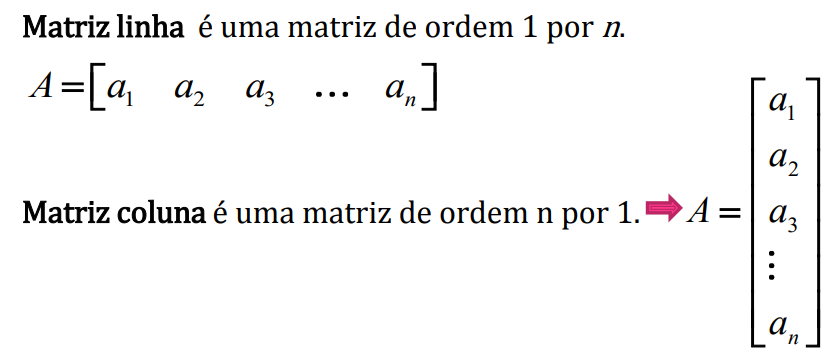 Matriz linha é uma matriz de ordem 1 por n.
A = [a₁ a₂ a₃ … aₙ]
Matriz coluna é uma matriz de ordem n por 1. ➡ A =
a₁
a₂
a₃
⋮
aₙ